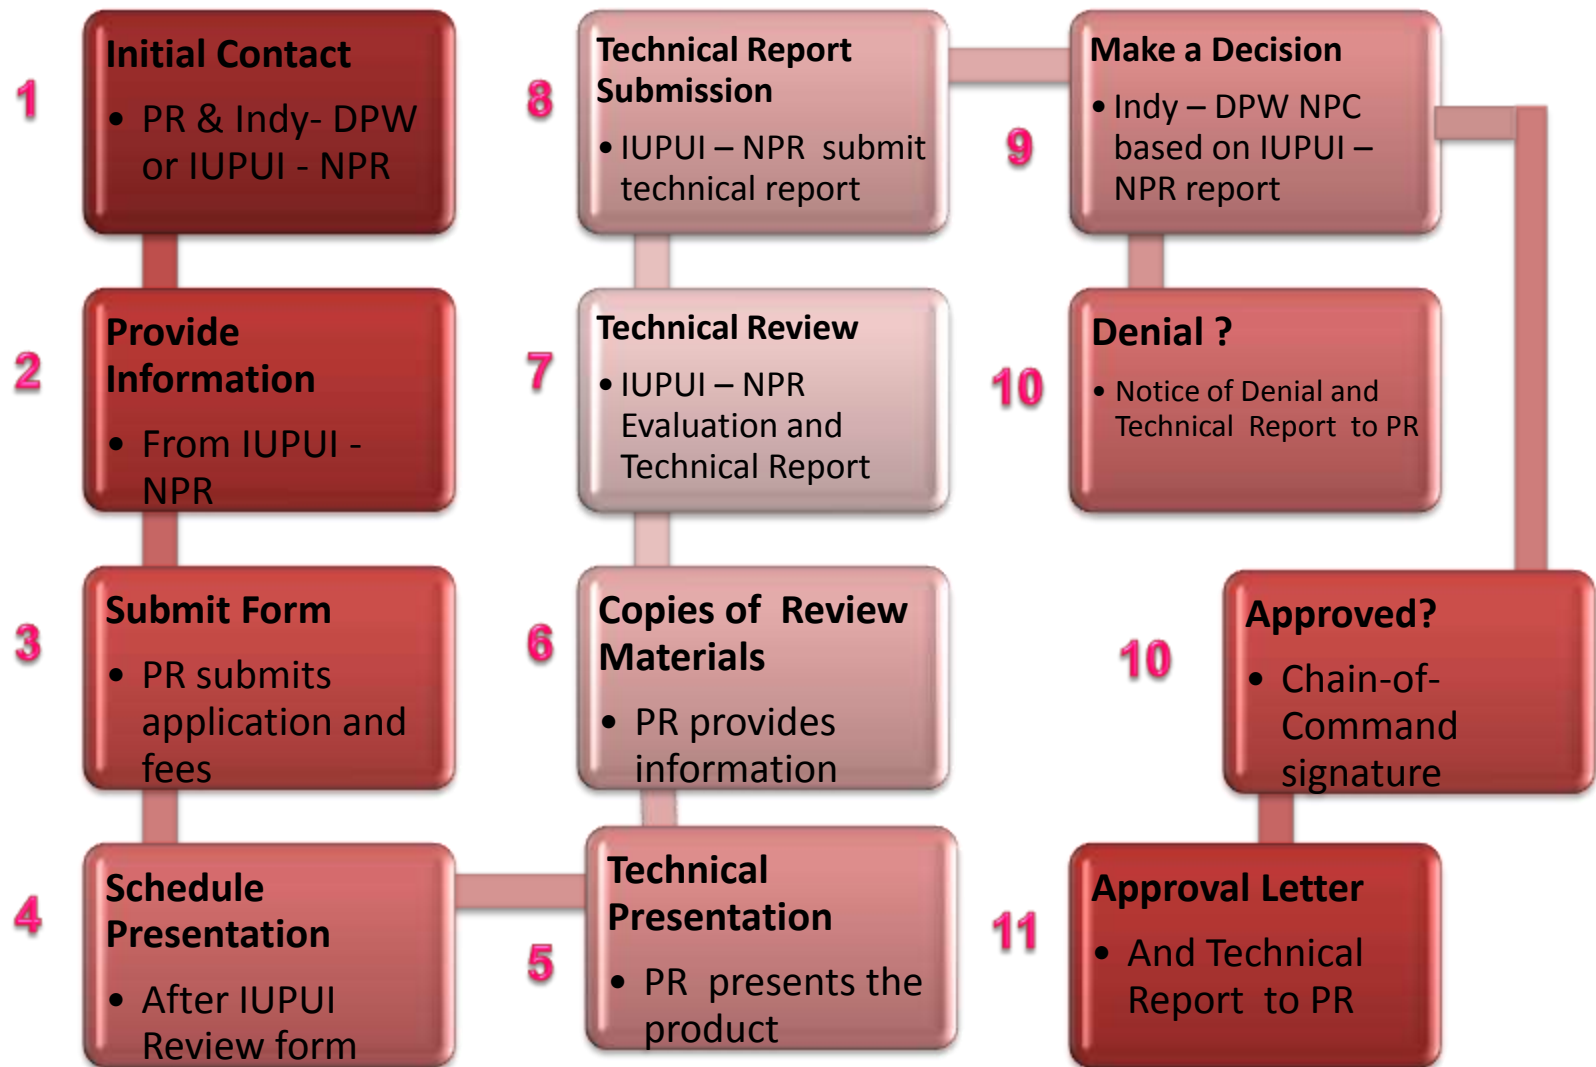 1
Initial Contact
• PR & Indy- DPW
or IUPUI - NPR
2
Provide
Information
• From IUPUI -
NPR
3
Submit Form
• PR submits
application and
fees
4
Schedule
Presentation
• After IUPUI
Review form
5
Technical
Presentation
• PR presents the
product
6
Copies of Review
Materials
• PR provides
information
7
Technical Review
• IUPUI – NPR
Evaluation and
Technical Report
8
Technical Report
Submission
• IUPUI – NPR submit
technical report
9
Make a Decision
• Indy – DPW NPC
based on IUPUI –
NPR report
10
Denial ?
• Notice of Denial and
Technical Report to PR
10
Approved?
• Chain-of-
Command
signature
11
Approval Letter
• And Technical
Report to PR